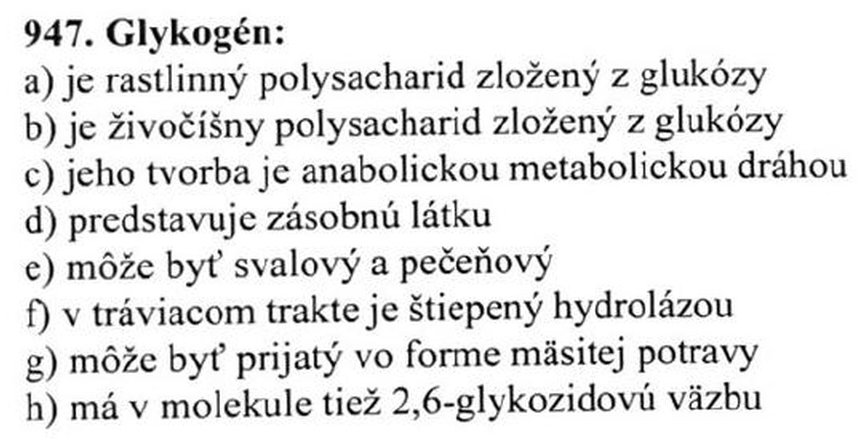 947. Glykogén:
a) je rastlinný polysacharid zložený z glukózy
b) je živočíšny polysacharid zložený z glukózy
c) jeho tvorba je anabolickou metabolickou dráhou
d) predstavuje zásobnú látku
e) môže byť svalový a pečeňový
f) v tráviacom trakte je štiepený hydrolázou
g) môže byť prijatý vo forme mäsitej potravy
h) má v molekule tiež 2,6-glykozidovú väzbu